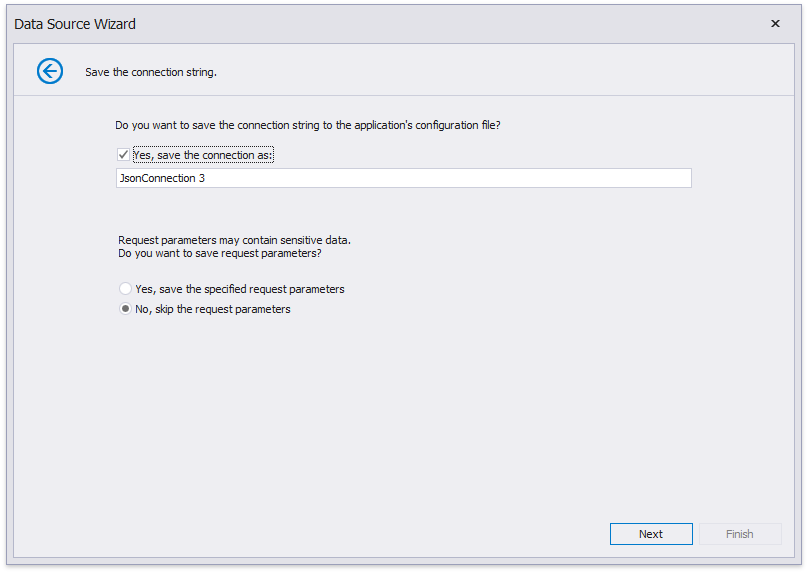 Data Source Wizard
Save the connection string.
Do you want to save the connection string to the application's configuration file?
Yes, save the connection as:
JsonConnection 3
Request parameters may contain sensitive data.
Do you want to save request parameters?
Yes, save the specified request parameters
No, skip the request parameters
Next
Finish